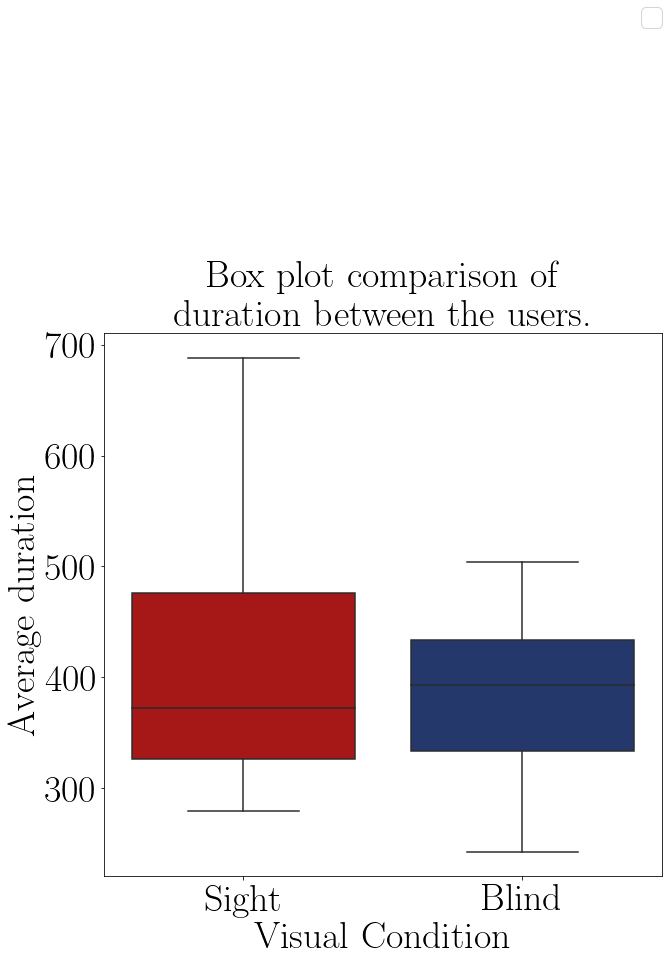 Box plot comparison of
duration between the users.
700
600
500
400
300
Average duration
Sight
Blind
Visual Condition